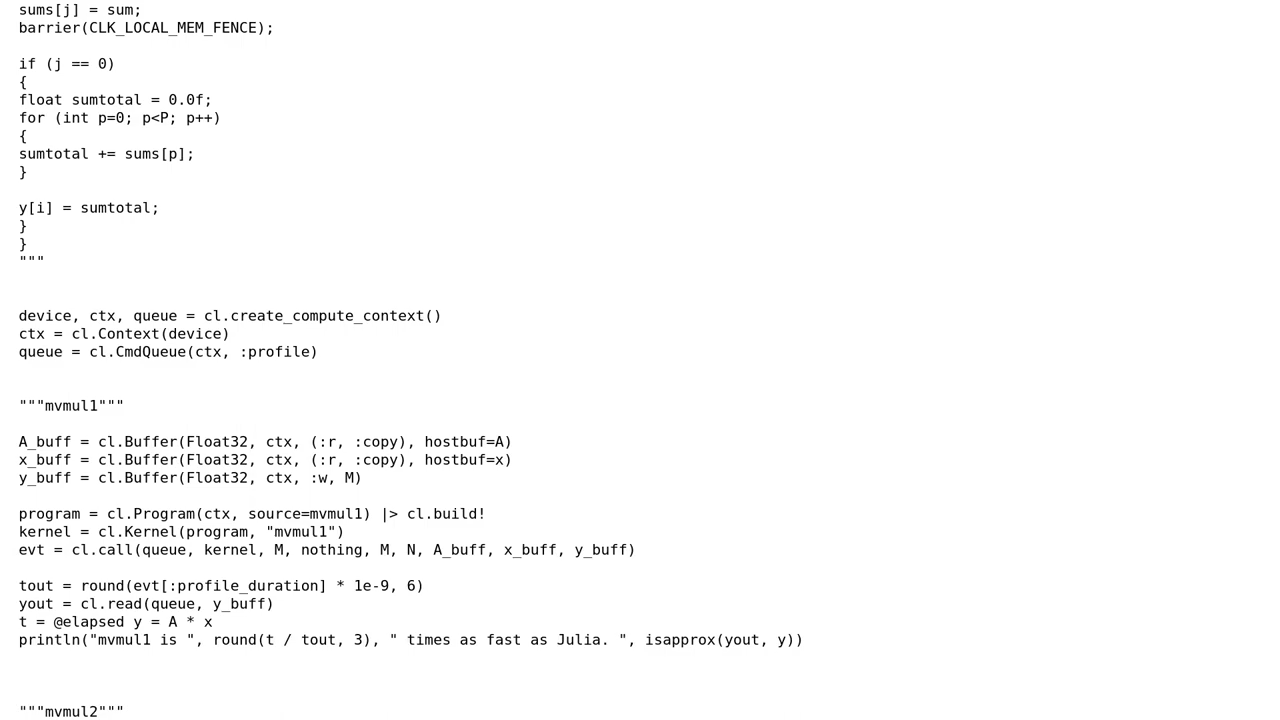 sums[j] = sum;
barrier(CLK_LOCAL_MEM_FENCE);
if (j == 0)
{
float sumtotal = 0.0f;
for (int p=0; p<P; p++)
{
sumtotal += sums[p];
}
y[i] = sumtotal;
}
}
"""
device, ctx, queue = cl.create_compute_context()
ctx = cl.Context(device)
queue = cl.CmdQueue(ctx, :profile)
"""mvmul1"""
A_buff = cl.Buffer(Float32, ctx, (:r, :copy), hostbuf=A)
x_buff = cl.Buffer(Float32, ctx, (:r, :copy), hostbuf=x)
y_buff = cl.Buffer(Float32, ctx, :w, M)
program = cl.Program(ctx, source=mvmul1) |> cl.build!
kernel = cl.Kernel(program, "mvmul1")
evt = cl.call(queue, kernel, M, nothing, M, N, A_buff, x_buff, y_buff)
tout = round(evt[:profile_duration] * 1e-9, 6)
yout = cl.read(queue, y_buff)
t = @elapsed y = A * x
println("mvmul1 is ", round(t / tout, 3), " times as fast as Julia. ", isapprox(yout, y))
"""mvmul2"""